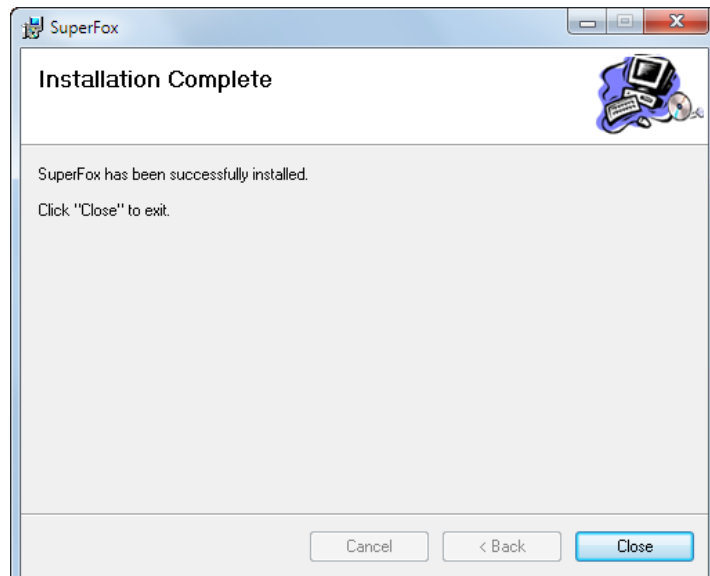 SuperFox
Installation Complete
SuperFox has been successfully installed.
Click "Close" to exit.
Cancel
< Back
Close